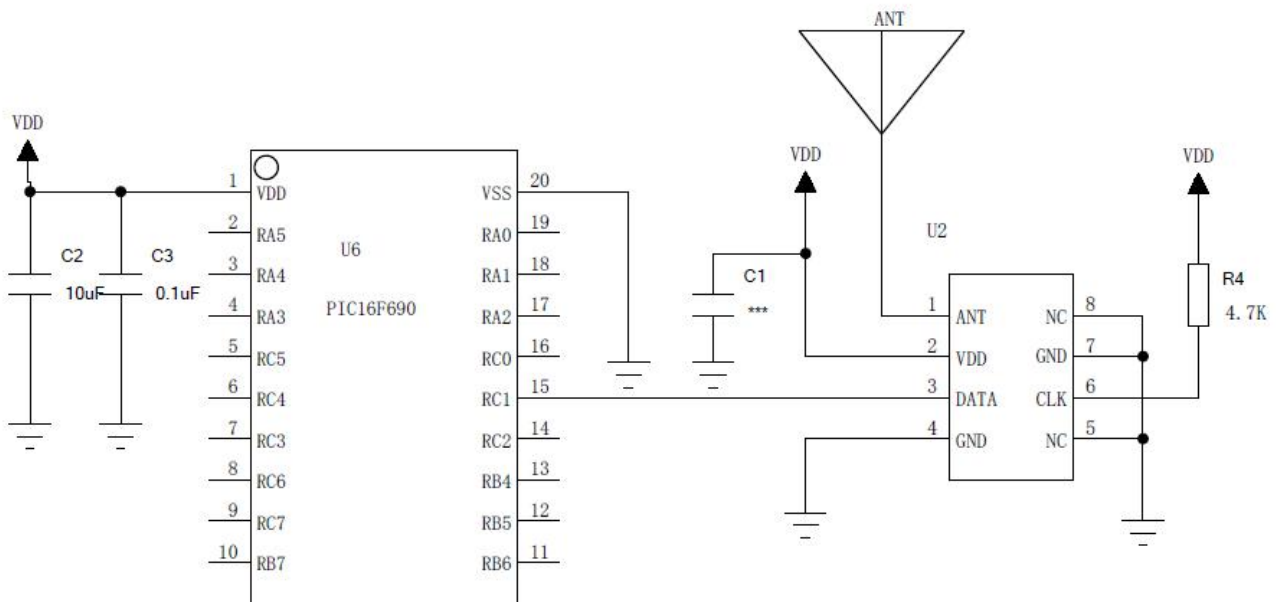 ANT
VDD
VDD
VDD
1
VDD
VSS
20
2
RA5
RA0
19
C2
10uF
C3
0.1uF
U6
PIC16F690
3
RA4
RA1
18
4
RA3
RA2
17
5
RC5
RC0
16
6
RC4
RC1
15
7
RC3
RC2
14
8
RC6
RB4
13
9
RC7
RB5
12
10
RB7
RB6
11
C1
***
U2
1
ANT
NC
8
2
VDD
GND
7
3
DATA
CLK
6
4
GND
NC
5
R4
4.7K